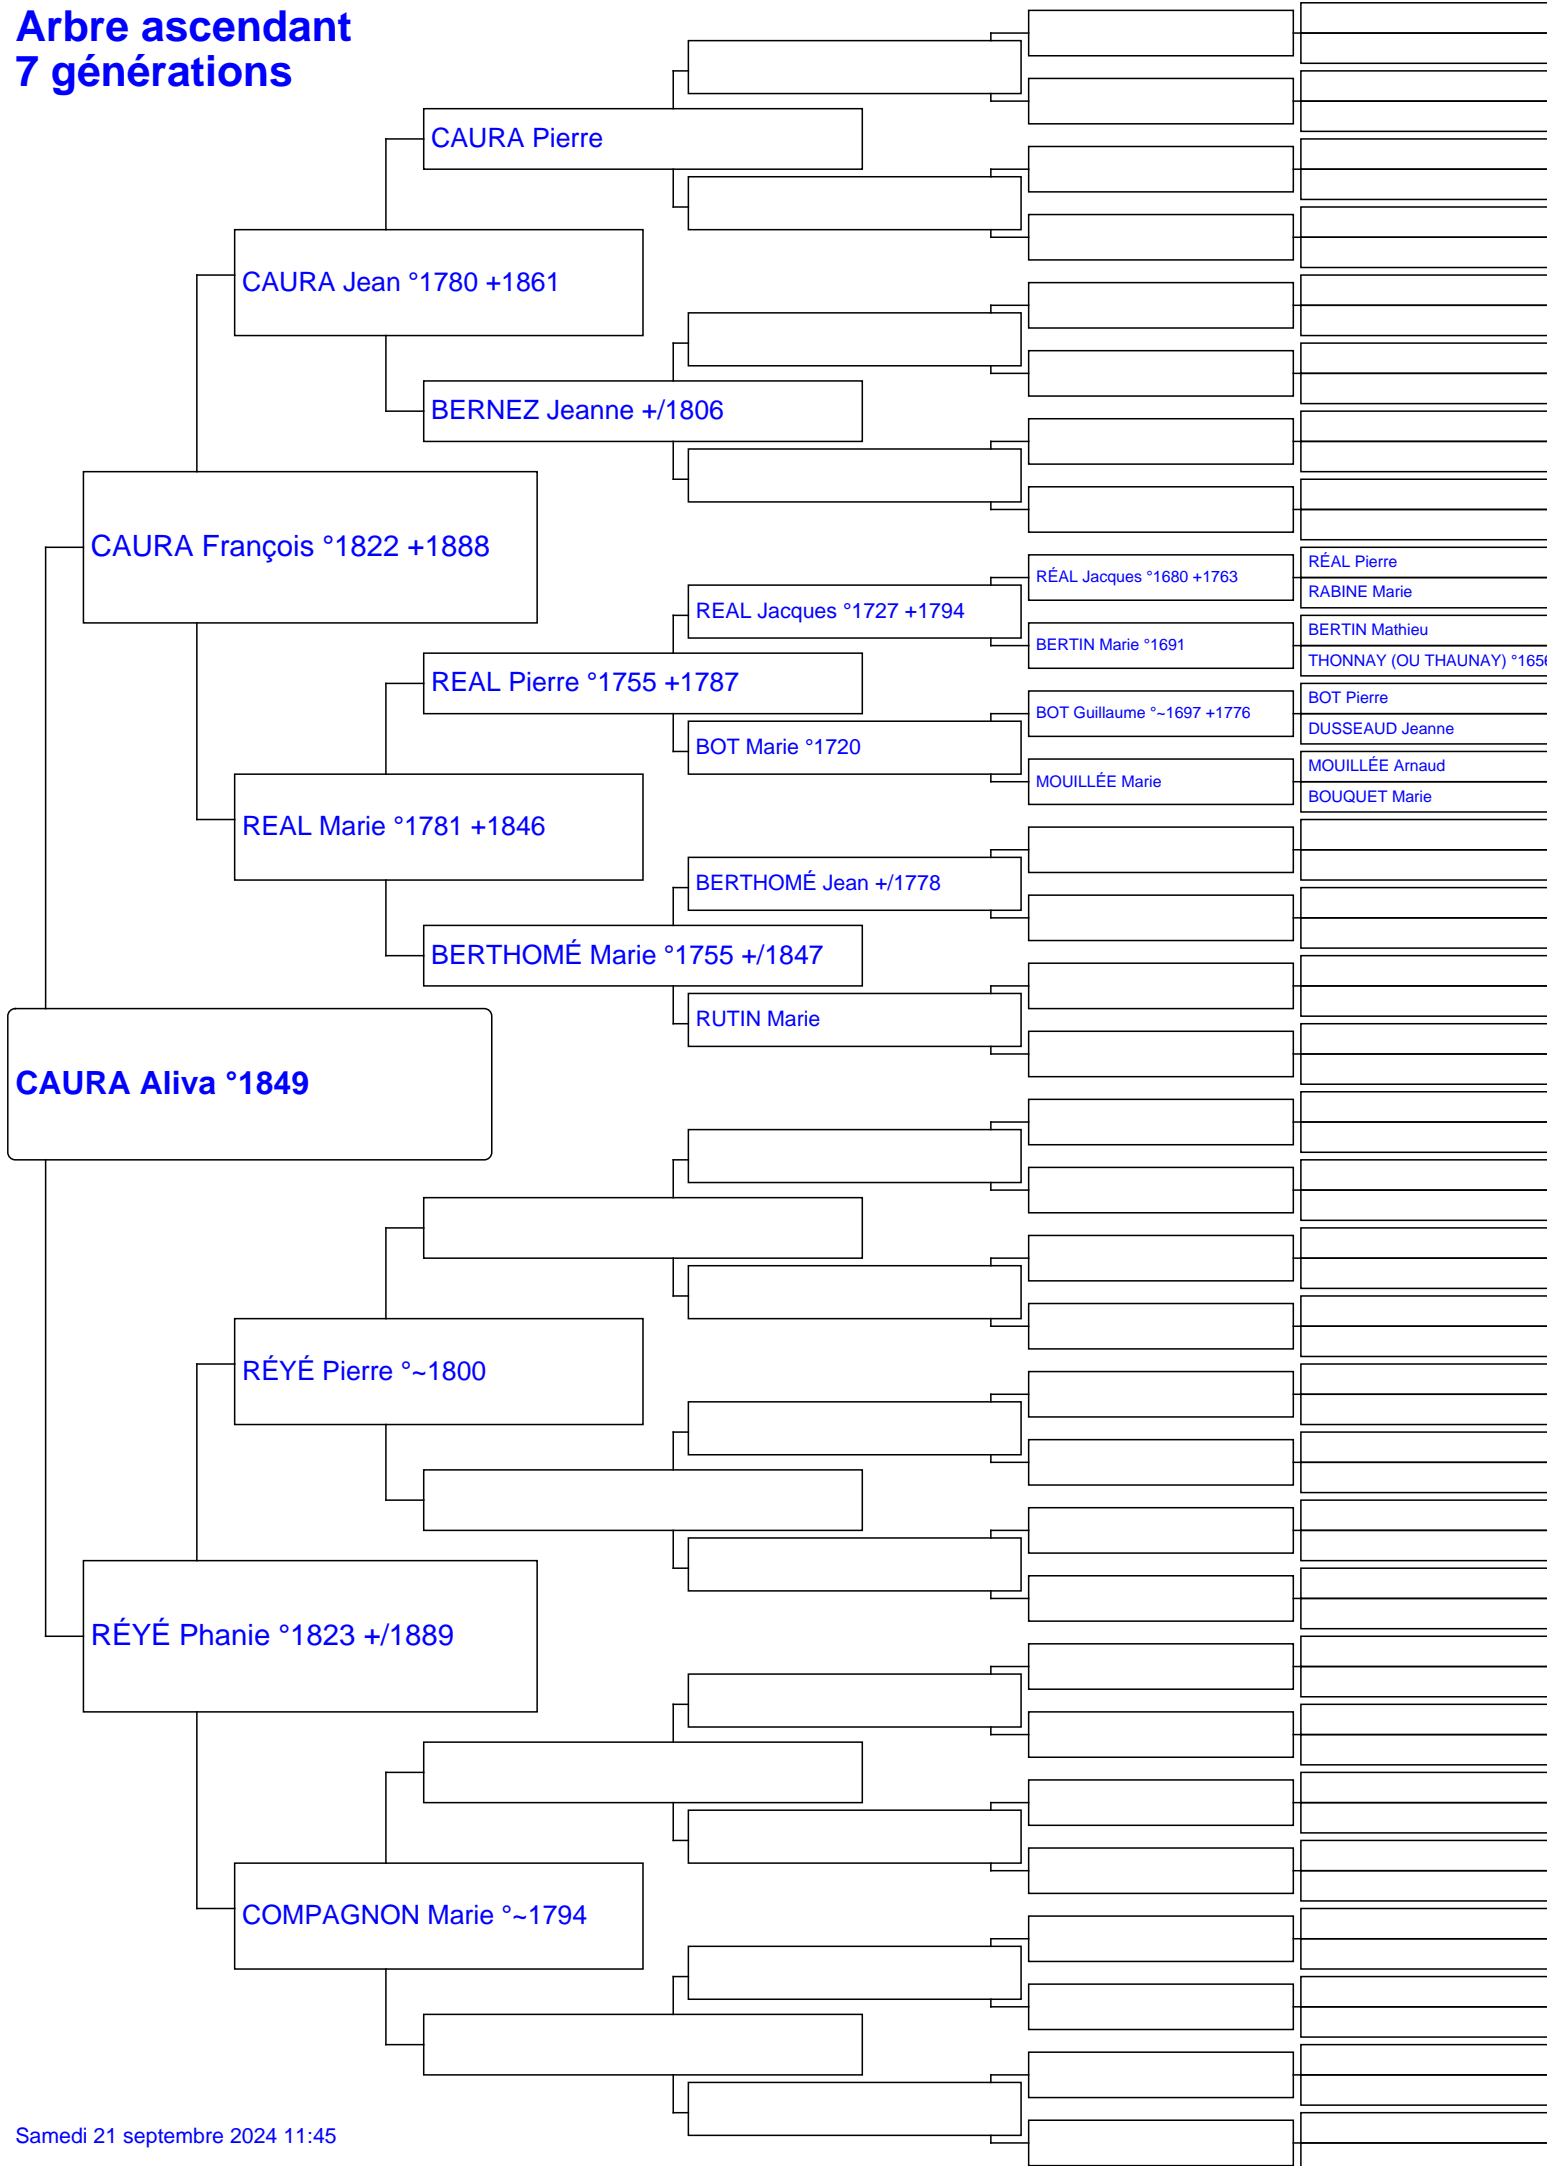 Arbre ascendant
7 générations
CAURA Pierre
CAURA Jean °1780 +1861
BERNEZ Jeanne +/1806
CAURA François °1822 +1888
RÉAL Jacques °1680 +1763
RÉAL Pierre
RABINE Marie
REAL Jacques °1727 +1794
BERTIN Marie °1691
BERTIN Mathieu
THONNAY (OU THAUNAY) °1656
REAL Pierre °1755 +1787
BOT Guillaume °~1697 +1776
BOT Pierre
DUSSEAUD Jeanne
BOT Marie °1720
MOUILLÉE Marie
MOUILLÉE Arnaud
BOUQUET Marie
REAL Marie °1781 +1846
BERTHOMÉ Jean +/1778
BERTHOMÉ Marie °1755 +/1847
RUTIN Marie
CAURA Aliva °1849
RÉYÉ Pierre °~1800
RÉYÉ Phanie °1823 +/1889
COMPAGNON Marie °~1794
Samedi 21 septembre 2024 11:45